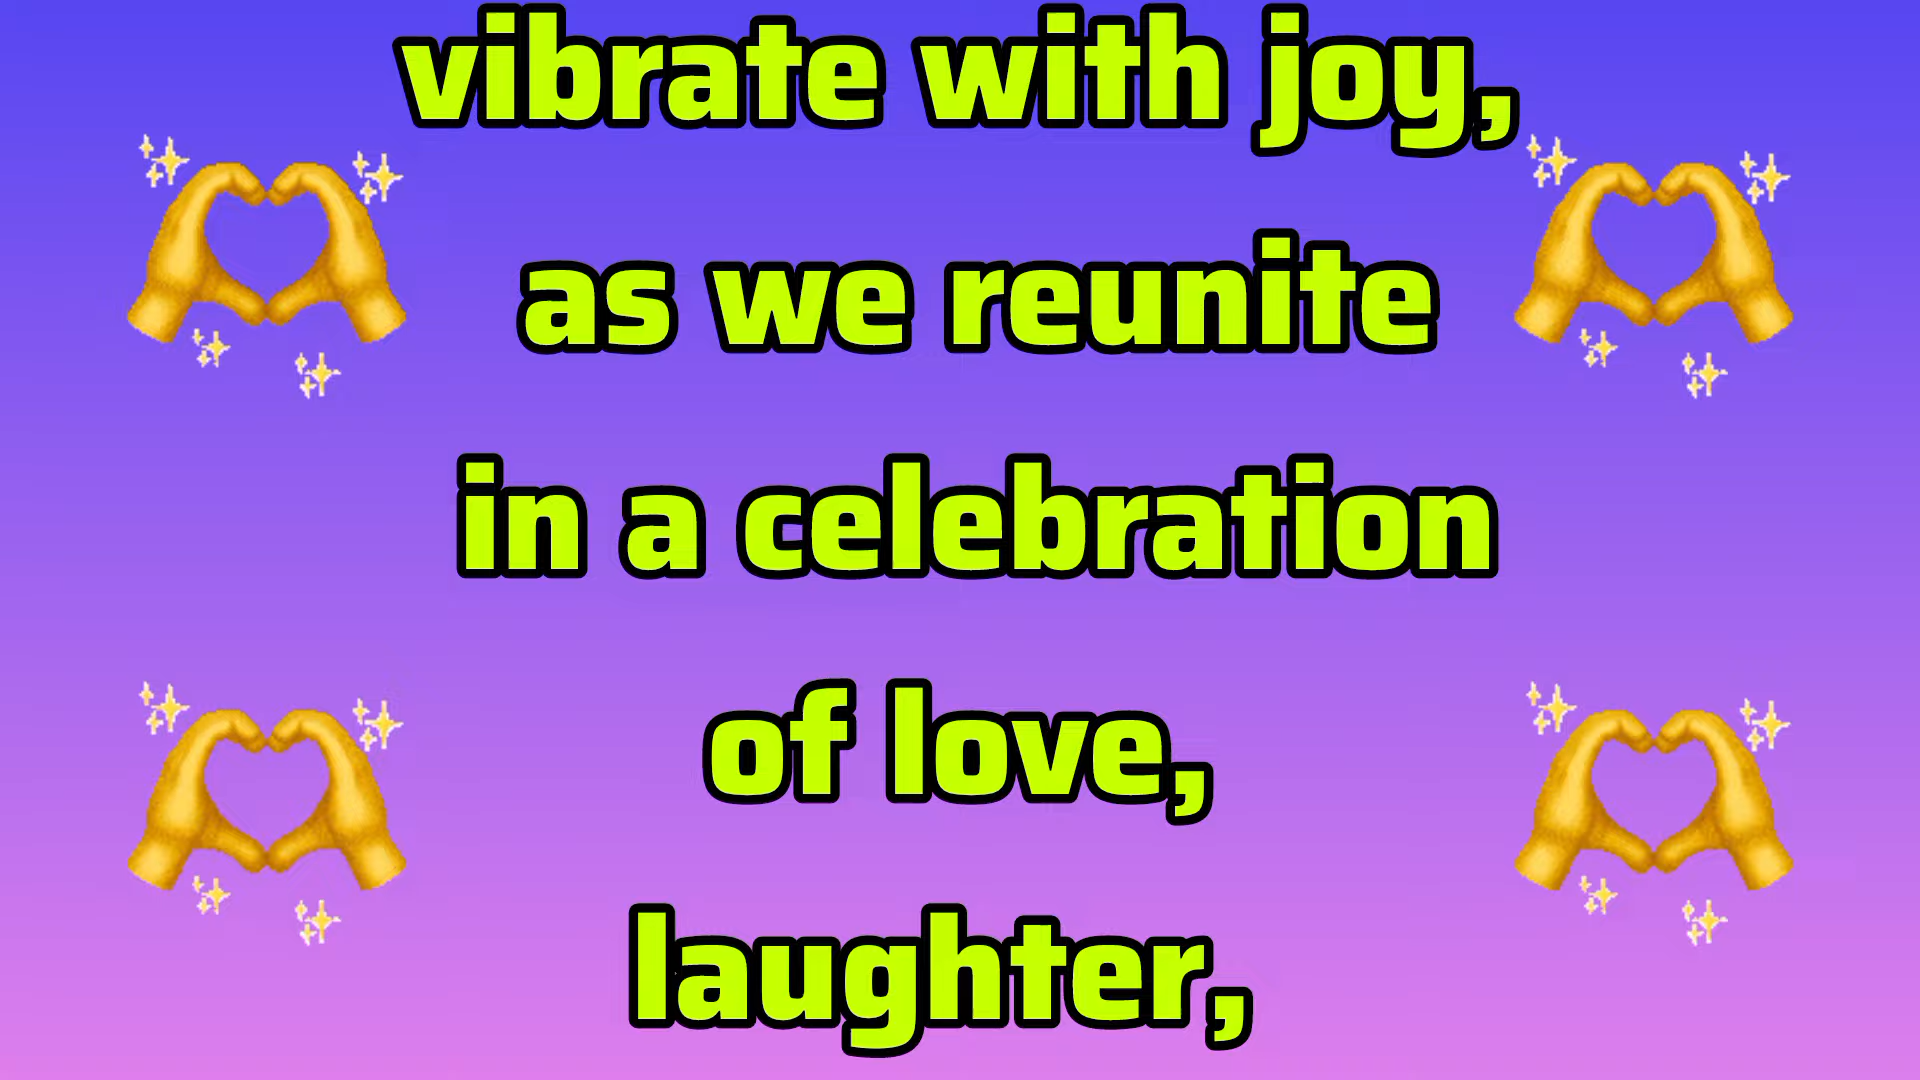 vibrate with joy,
as we reunite
in a celebration
of love,
laughter,